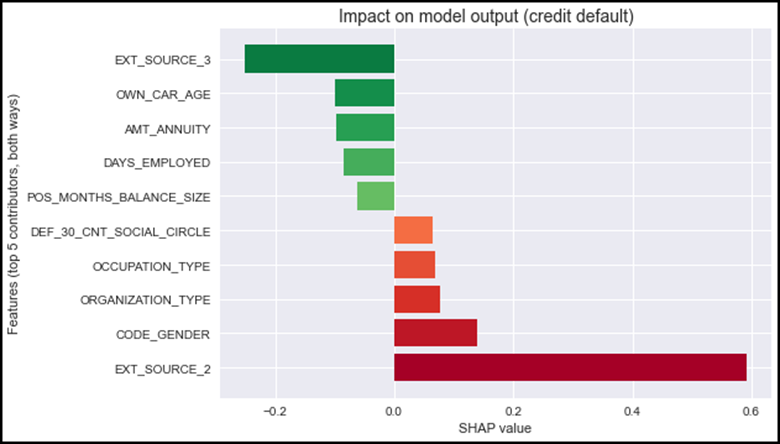 Impact on model output (credit default)
Features (top 5 contributors, both ways)
EXT_SOURCE_3
OWN_CAR_AGE
AMT_ANNUITY
DAYS_EMPLOYED
POS_MONTHS_BALANCE_SIZE
DEF_30_CNT_SOCIAL_CIRCLE
OCCUPATION_TYPE
ORGANIZATION_TYPE
CODE_GENDER
EXT_SOURCE_2
−0.2 0.0 0.2 0.4 0.6
SHAP value